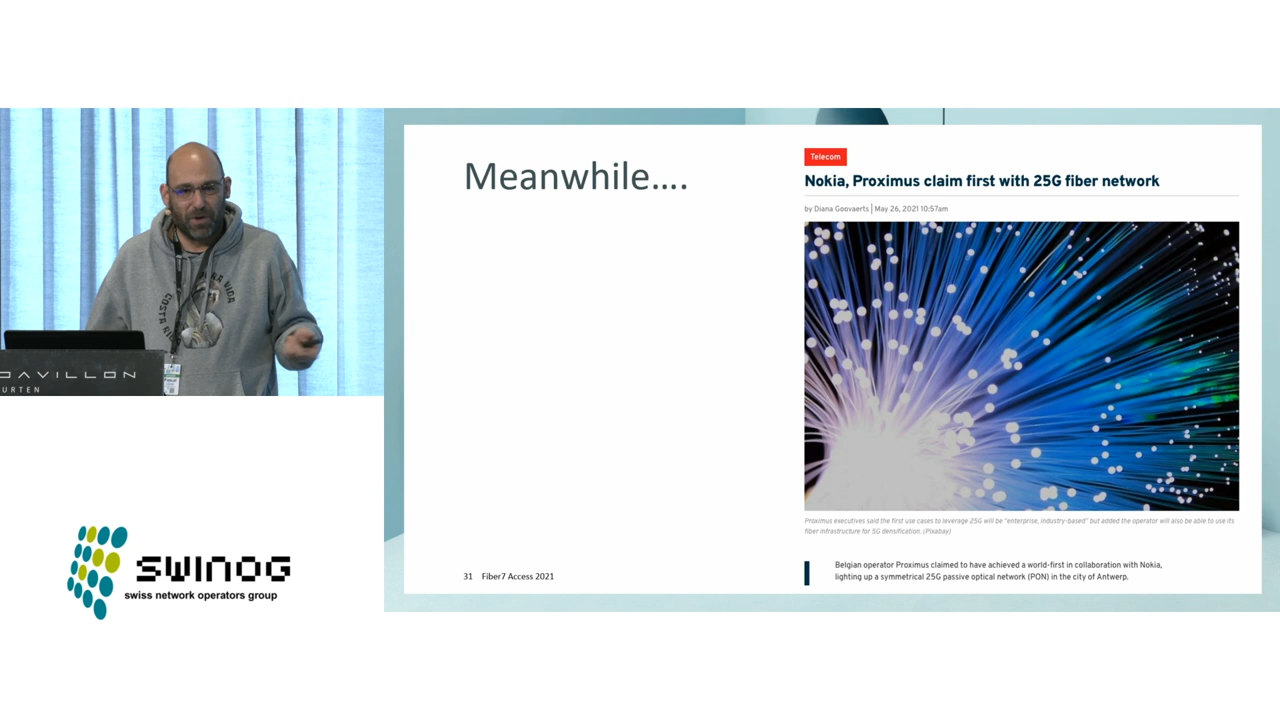 Meanwhile....
Telecom
Nokia, Proximus claim first with 25G fiber network
by Diana Goovaerts | May 26, 2021 10:57am
Proximus executives said the first use cases to leverage 25G will be "enterprise, industry-based" but added the operator will also be able to use its
fiber infrastructure for 5G densification. (Pixabay)
Belgian operator Proximus claimed to have achieved a world-first in collaboration with Nokia,
lighting up a symmetrical 25G passive optical network (PON) in the city of Antwerp.
31 Fiber7 Access 2021
COSTA RICA
PURA VIDA
PAVILLON
URTEN
SWINOG
swiss network operators group